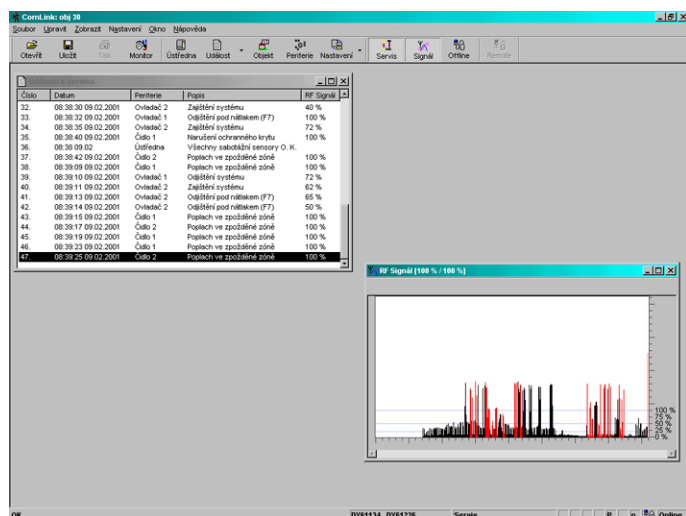 ComLink: obj 30
Soubor Upravit Zobrazit Nastavení Okno Nápověda
Otevřít Uložit Tisk Monitor Ústředna Událost Objekt Periferie Nastavení Servis Signál Offline Remote
Číslo Datum Periferie Popis RF Signál
32. 08:38:30 09.02.2001 Ovladač 2 Zajištění systému 40 %
33. 08:38:32 09.02.2001 Ovladač 1 Odjištění pod nátlakem (F7) 100 %
34. 08:38:35 09.02.2001 Ovladač 2 Zajištění systému 72 %
35. 08:38:40 09.02.2001 Čidlo 1 Narušení ochranného krytu 100 %
36. 08:38 09.02 Ústředna Všechny sabotážní sensory O. K.
37. 08:38:42 09.02.2001 Čidlo 2 Poplach ve zpožděné zóně 100 %
38. 08:39:09 09.02.2001 Čidlo 1 Poplach ve zpožděné zóně 100 %
39. 08:39:10 09.02.2001 Ovladač 1 Odjištění systému 72 %
40. 08:39:11 09.02.2001 Ovladač 2 Zajištění systému 62 %
41. 08:39:13 09.02.2001 Ovladač 2 Odjištění pod nátlakem (F7) 65 %
42. 08:39:14 09.02.2001 Ovladač 2 Odjištění pod nátlakem (F7) 50 %
43. 08:39:15 09.02.2001 Čidlo 1 Poplach ve zpožděné zóně 100 %
44. 08:39:17 09.02.2001 Čidlo 2 Poplach ve zpožděné zóně 100 %
45. 08:39:19 09.02.2001 Čidlo 1 Poplach ve zpožděné zóně 100 %
46. 08:39:23 09.02.2001 Čidlo 1 Poplach ve zpožděné zóně 100 %
47. 08:39:25 09.02.2001 Čidlo 2 Poplach ve zpožděné zóně 100 %
RF Signál [100 % / 100 %]
100 %
75 %
50 %
25 %
0 %
OK DY61134, DY61226 Servis P n Online